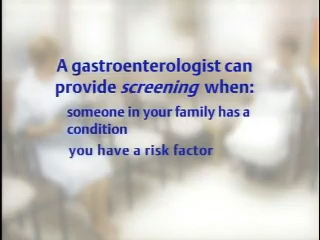 A gastroenterologist can
provide screening when:
someone in your family has a
condition
you have a risk factor